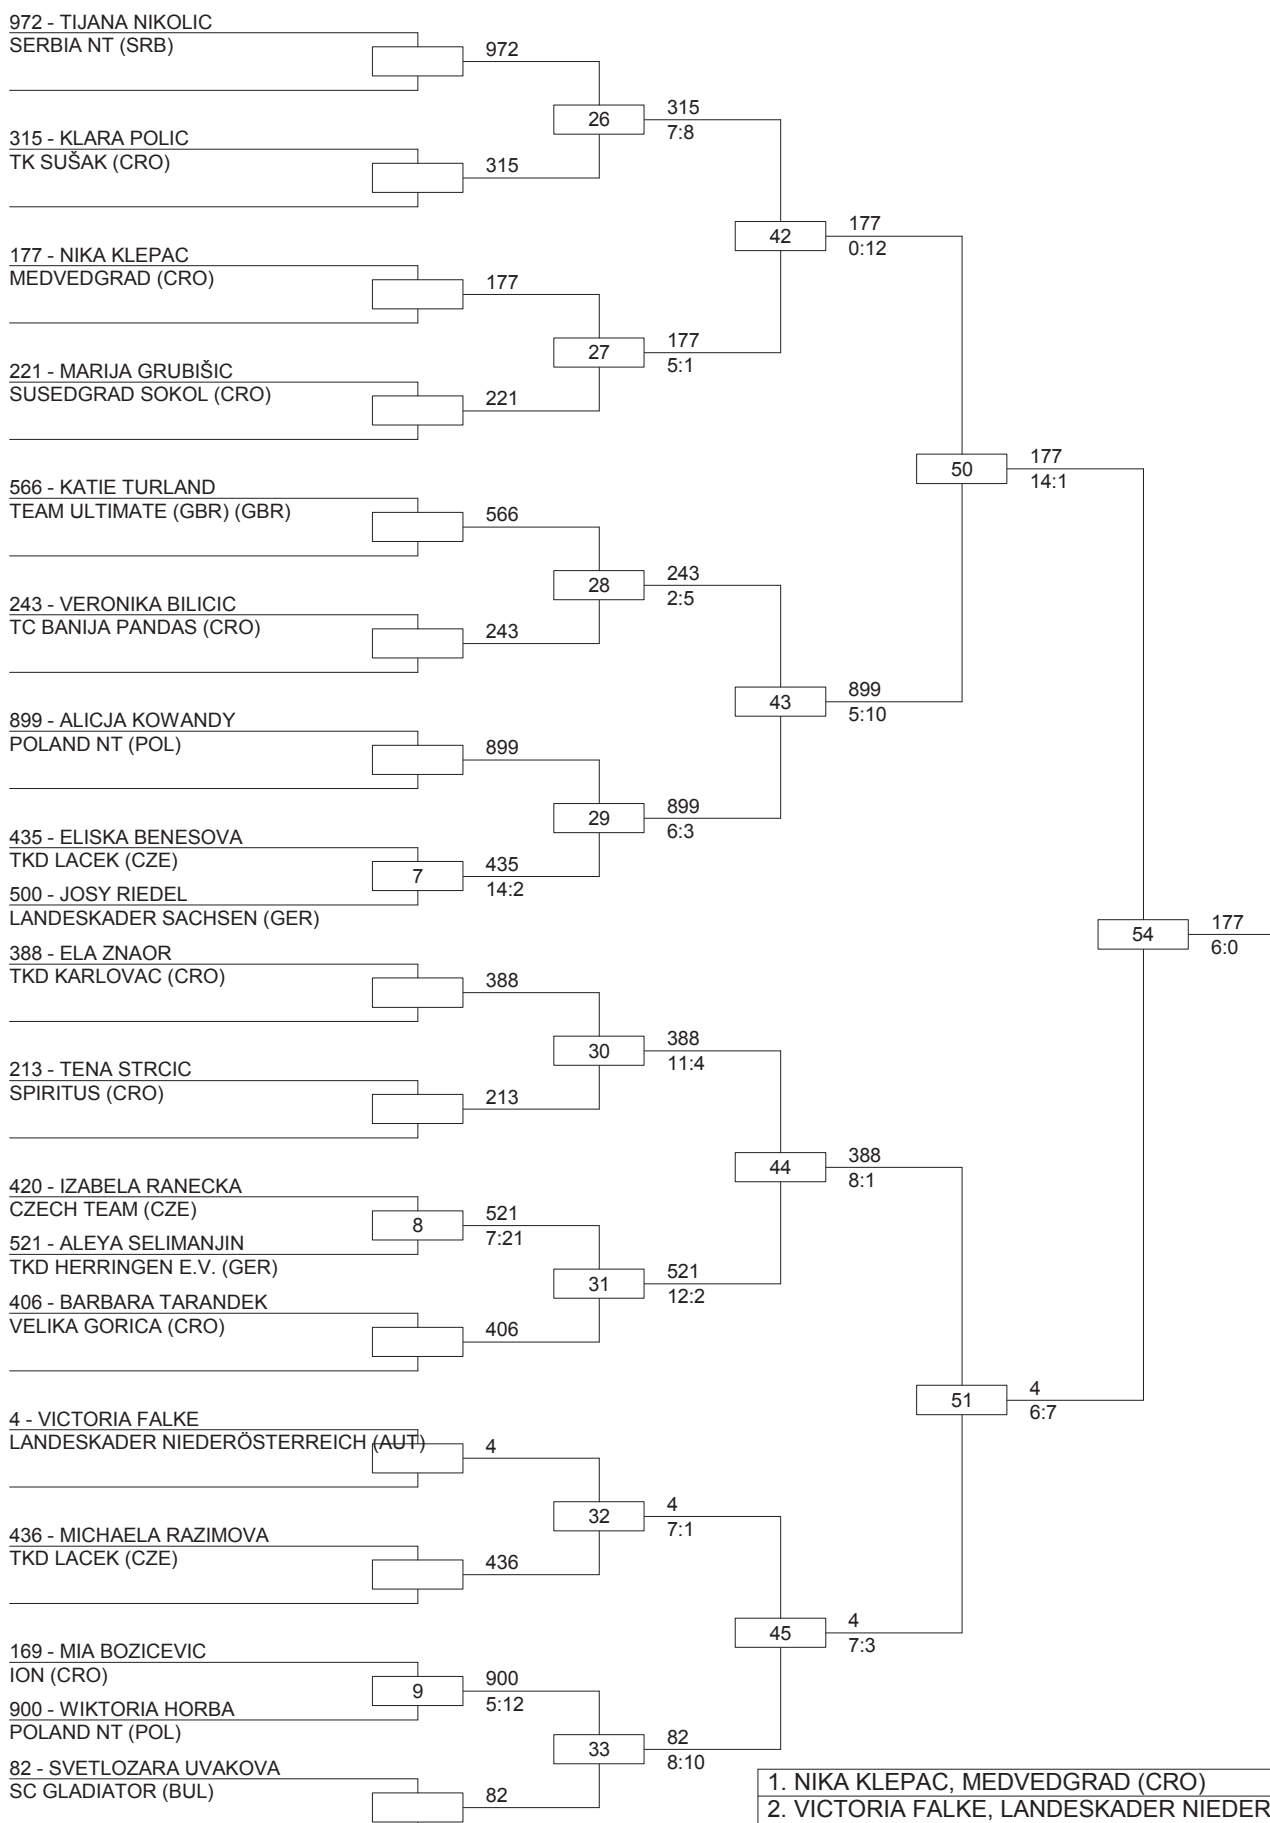 972 - TIJANA NIKOLIC
SERBIA NT (SRB)
972
26
315
7:8
315 - KLARA POLIC
TK SUŠAK (CRO)
315
42
177
0:12
177 - NIKA KLEPAC
MEDVEDGRAD (CRO)
177
27
177
5:1
221 - MARIJA GRUBIŠIC
SUSEDGRAD SOKOL (CRO)
221
50
177
14:1
566 - KATIE TURLAND
TEAM ULTIMATE (GBR) (GBR)
566
28
243
2:5
243 - VERONIKA BILICIC
TC BANIJA PANDAS (CRO)
243
43
899
5:10
899 - ALICJA KOWANDY
POLAND NT (POL)
899
29
899
6:3
435 - ELISKA BENESOVA
TKD LACEK (CZE)
7
435
14:2
500 - JOSY RIEDEL
LANDESKADER SACHSEN (GER)
54
177
6:0
388 - ELA ZNAOR
TKD KARLOVAC (CRO)
388
30
388
11:4
213 - TENA STRCIC
SPIRITUS (CRO)
213
44
388
8:1
420 - IZABELA RANECKA
CZECH TEAM (CZE)
8
521
7:21
521 - ALEYA SELIMANJIN
TKD HERRINGEN E.V. (GER)
31
521
12:2
406 - BARBARA TARANDEK
VELIKA GORICA (CRO)
406
51
4
6:7
4 - VICTORIA FALKE
LANDESKADER NIEDERÖSTERREICH (AUT)
4
32
4
7:1
436 - MICHAELA RAZIMOVA
TKD LACEK (CZE)
436
45
4
7:3
169 - MIA BOZICEVIC
ION (CRO)
9
900
5:12
900 - WIKTORIA HORBA
POLAND NT (POL)
33
82
8:10
82 - SVETLOZARA UVAKOVA
SC GLADIATOR (BUL)
82
1. NIKA KLEPAC, MEDVEDGRAD (CRO)
2. VICTORIA FALKE, LANDESKADER NIEDER